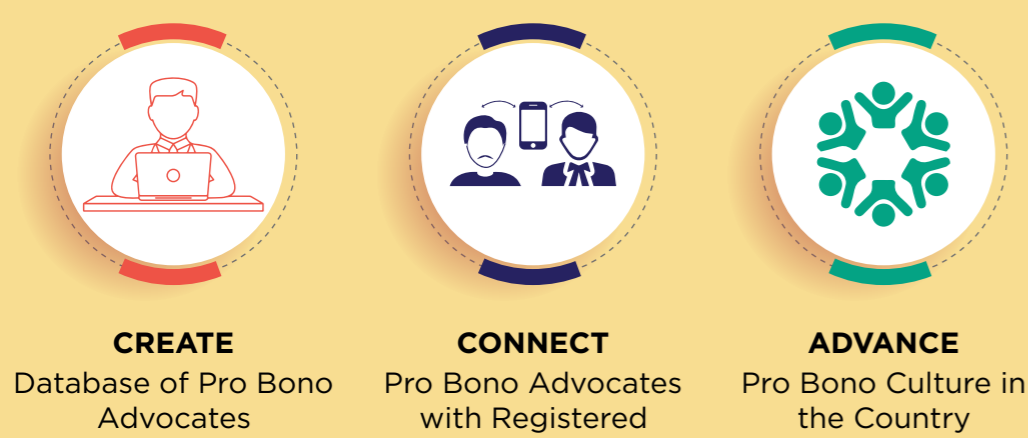 CREATE
Database of Pro Bono
Advocates
CONNECT
Pro Bono Advocates
with Registered
ADVANCE
Pro Bono Culture in
the Country